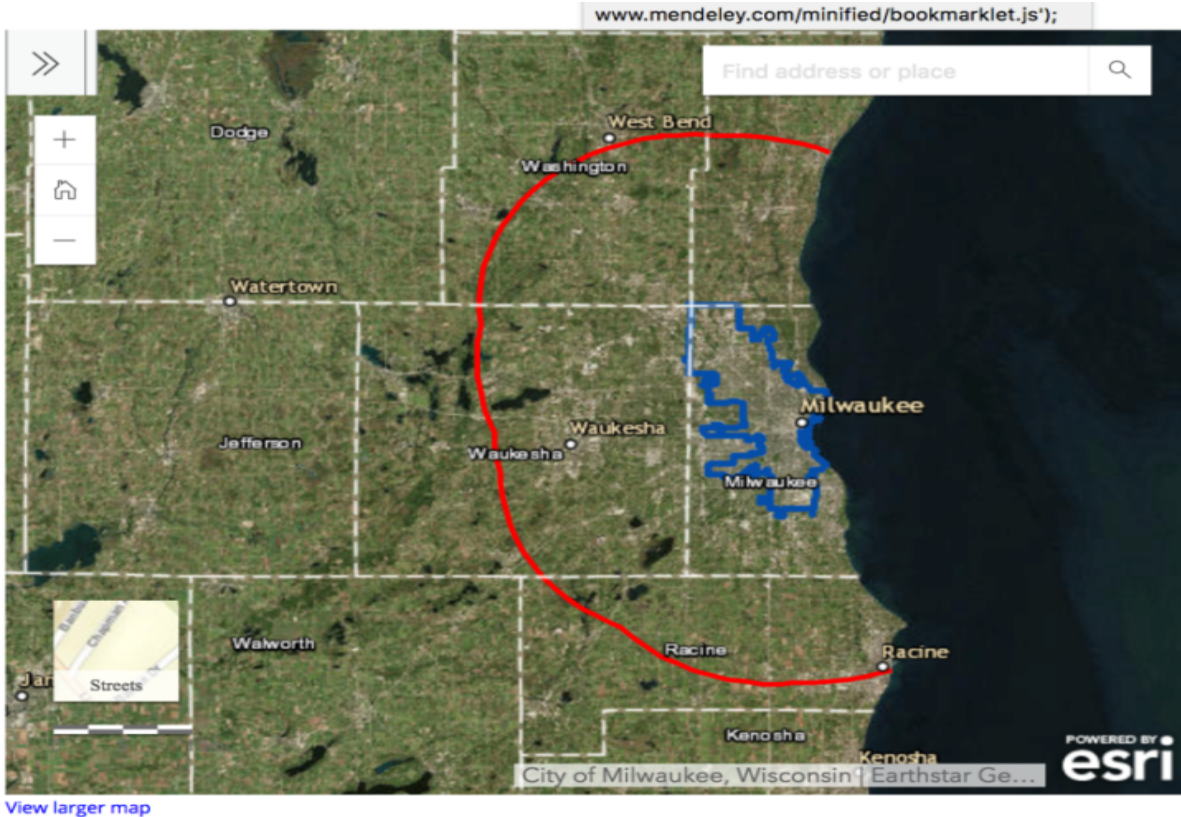 www.mendeley.com/minified/bookmarklet.js');
Find address or place
West Bend
Dodge
Washington
Watertown
Milwaukee
Waukesha
Jefferson
Waukesha
Milwaukee
Chapman
Walworth
Racine
Racine
Streets
Kenosha
Kenosha
POWERED BY
esri
City of Milwaukee, Wisconsin | Earthstar Ge...
View larger map